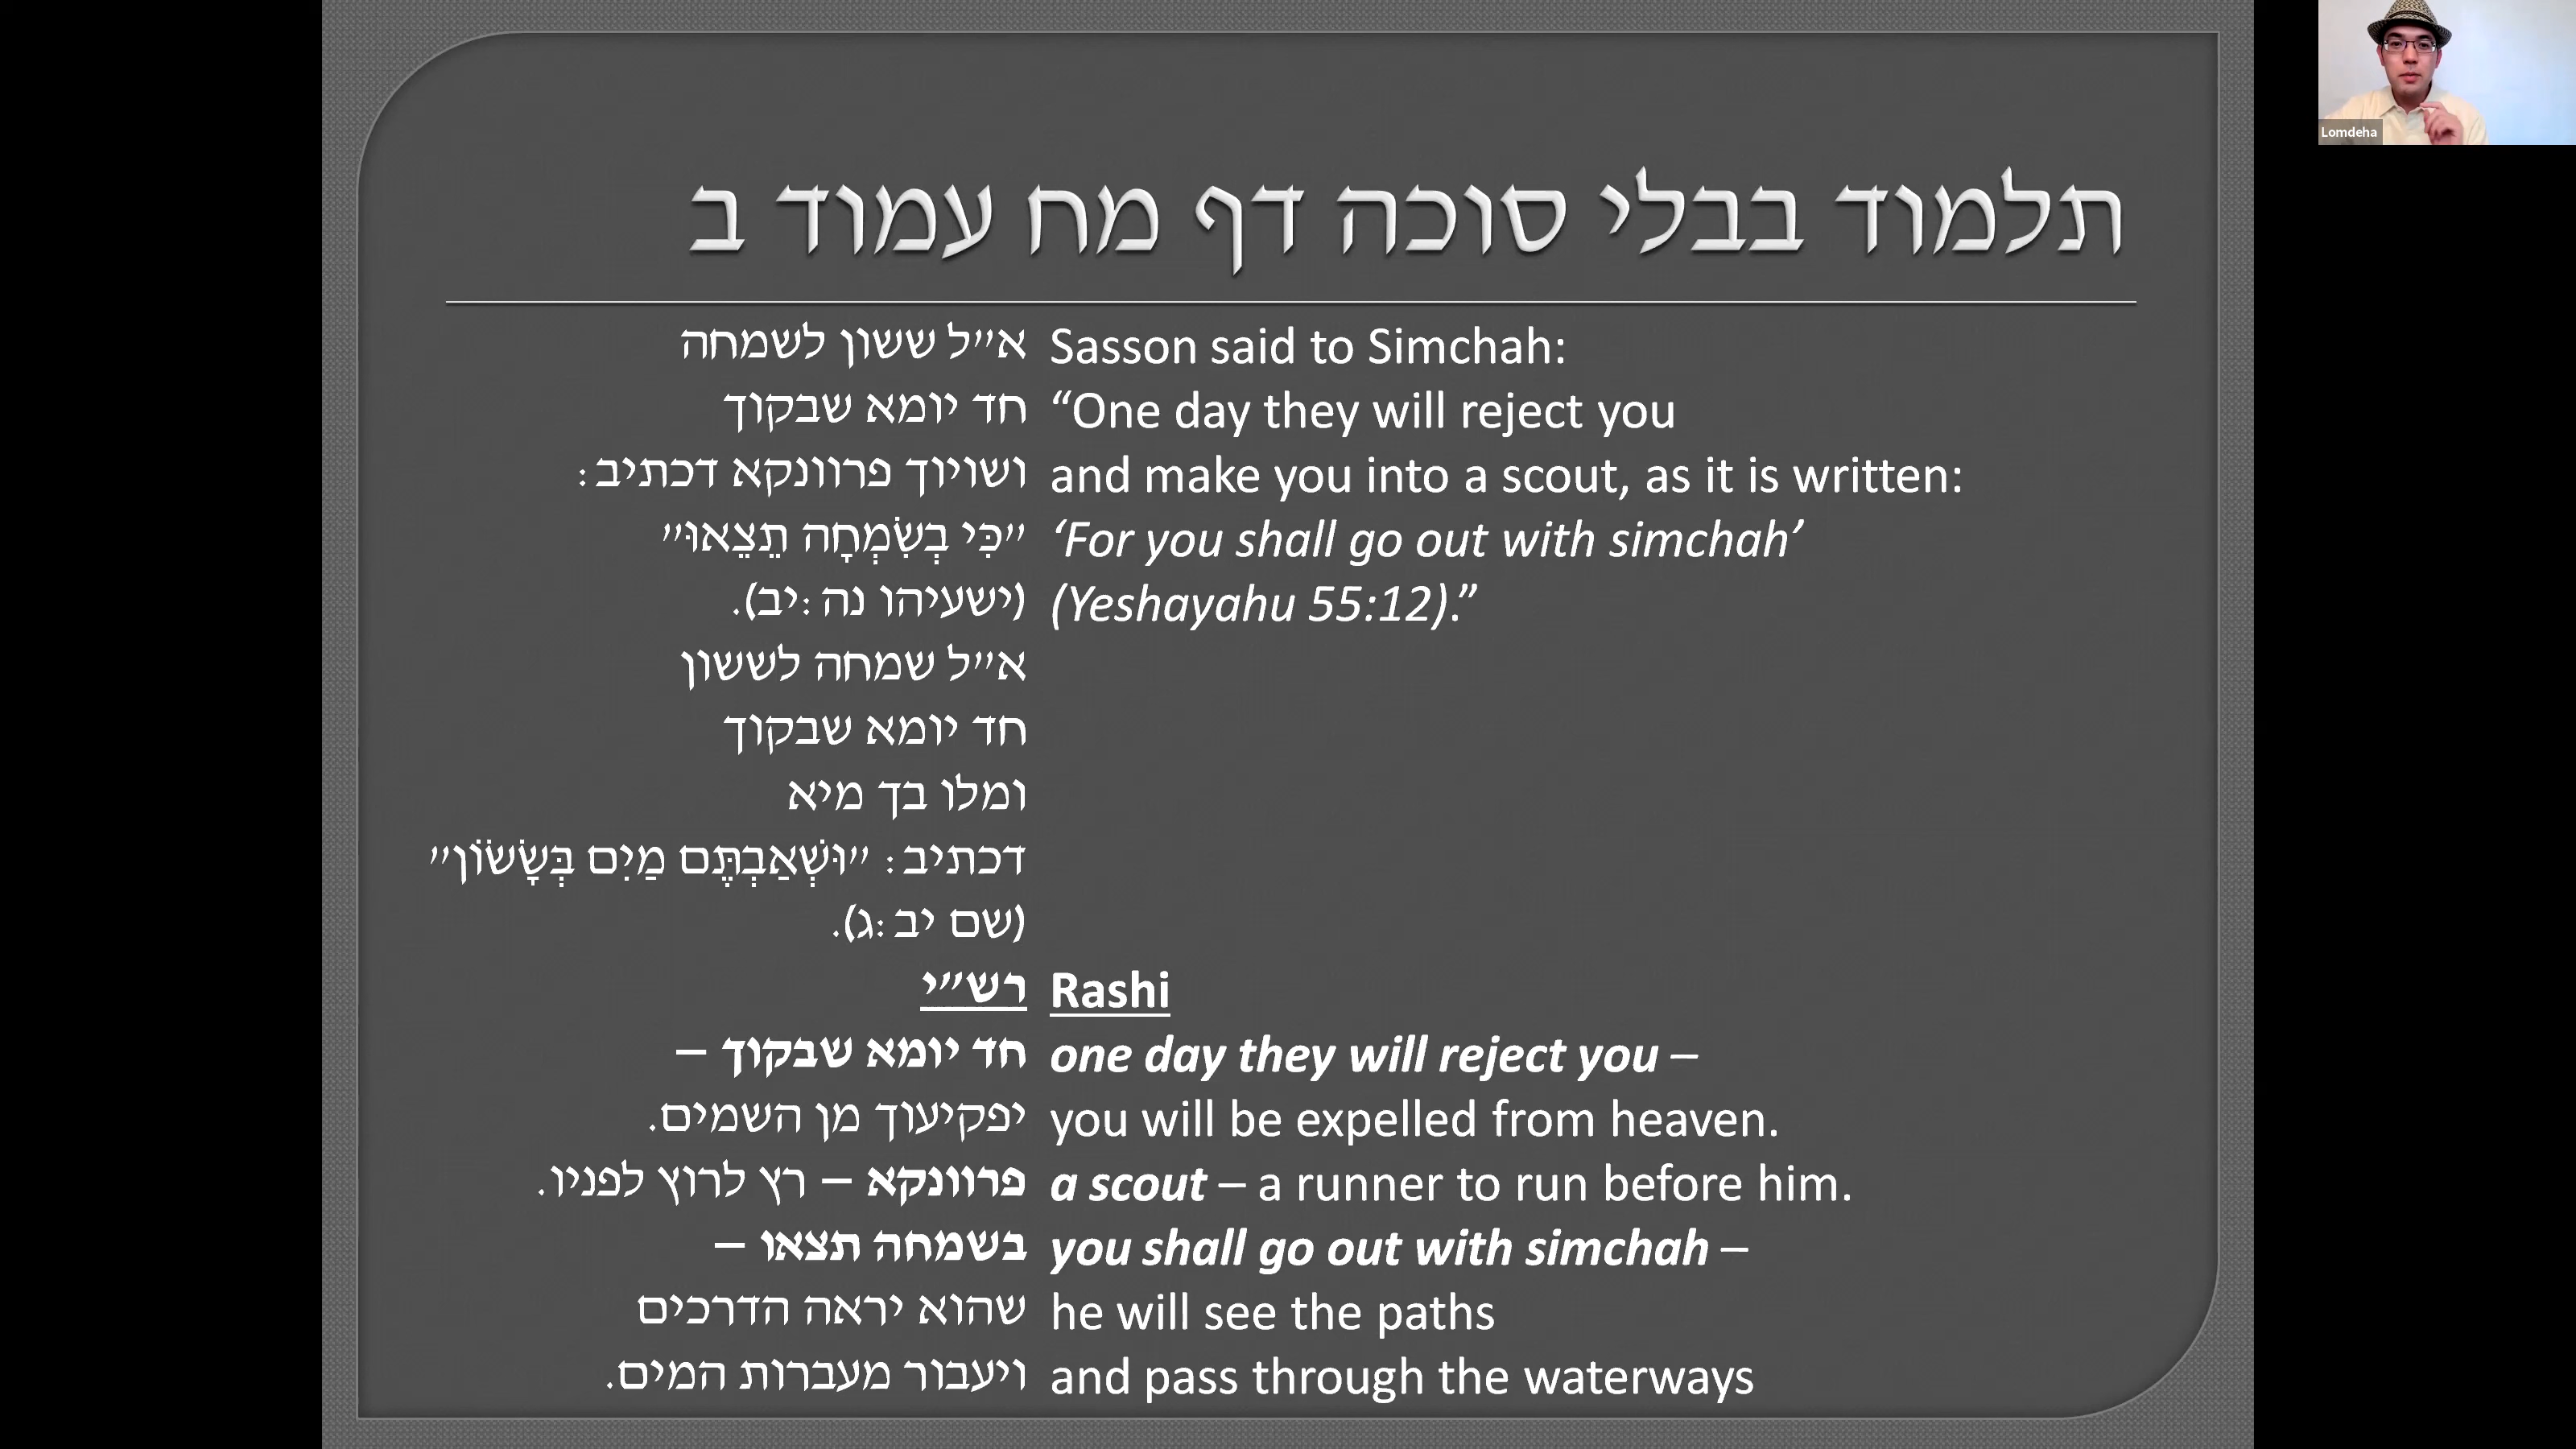 תלמוד בבלי סוכה דף מח עמוד ב
א״ל ששון לשמחה
Sasson said to Simchah:
חד יומא שבקוך
“One day they will reject you
ושויוך פרוונקא דכתיב:
and make you into a scout, as it is written:
״כִּי בְשִׂמְחָה תֵצֵאוּ״
‘For you shall go out with simchah’
(ישעיהו נה:יב).
(Yeshayahu 55:12).”
א״ל שמחה לששון
חד יומא שבקוך
ומלו בך מיא
דכתיב: ״וּשְׁאַבְתֶּם מַיִם בְּשָׂשׂוֹן״
(שם יב:ג).
רש״י
Rashi
חד יומא שבקוך –
one day they will reject you –
יפקיעוך מן השמים.
you will be expelled from heaven.
פרוונקא – רץ לרוץ לפניו.
a scout – a runner to run before him.
בשמחה תצאו –
you shall go out with simchah –
שהוא יראה הדרכים
he will see the paths
ויעבור מעברות המים.
and pass through the waterways
Lomdeha